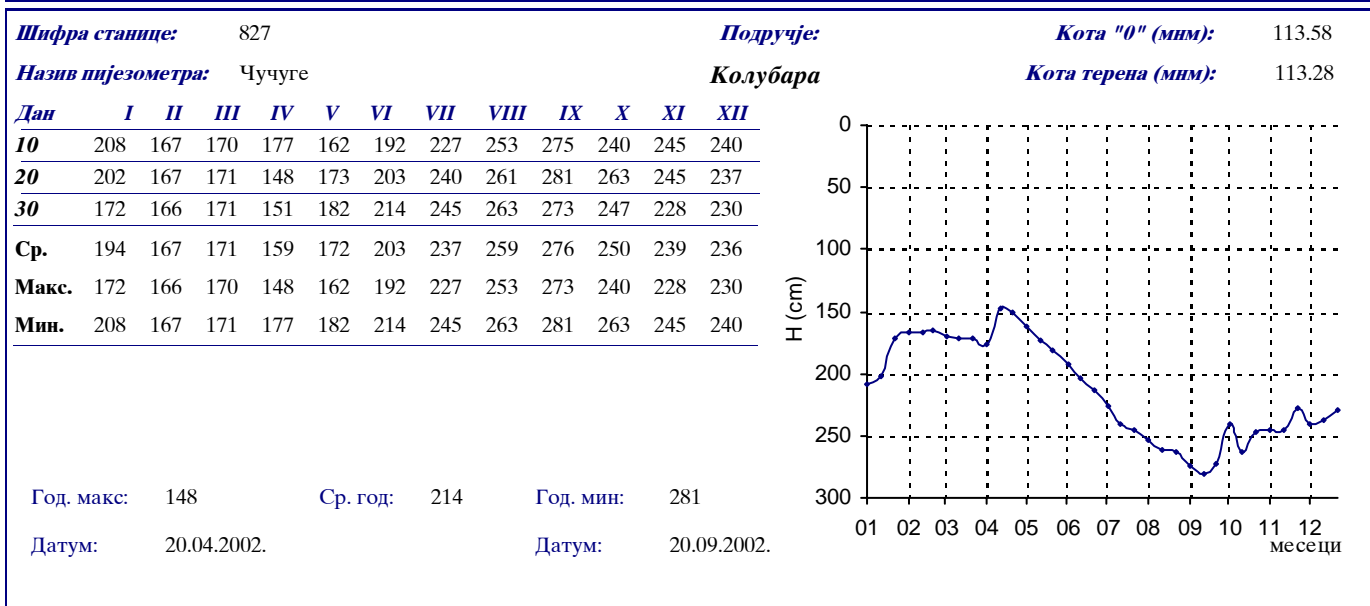 Шифра станице: 827 Подручје: Кота "0" (мнм): 113.58
Назив пијезометра: Чучуге Колубара Кота терена (мнм): 113.28
Дан I II III IV V VI VII VIII IX X XI XII
10 208 167 170 177 162 192 227 253 275 240 245 240
20 202 167 171 148 173 203 240 261 281 263 245 237
30 172 166 171 151 182 214 245 263 273 247 228 230
Ср. 194 167 171 159 172 203 237 259 276 250 239 236
Макс. 172 166 170 148 162 192 227 253 273 240 228 230
Мин. 208 167 171 177 182 214 245 263 281 263 245 240
0
50
100
150
200
250
300
H (cm)
01 02 03 04 05 06 07 08 09 10 11 12
месеци
Год. макс: 148 Ср. год: 214 Год. мин: 281
Датум: 20.04.2002. Датум: 20.09.2002.